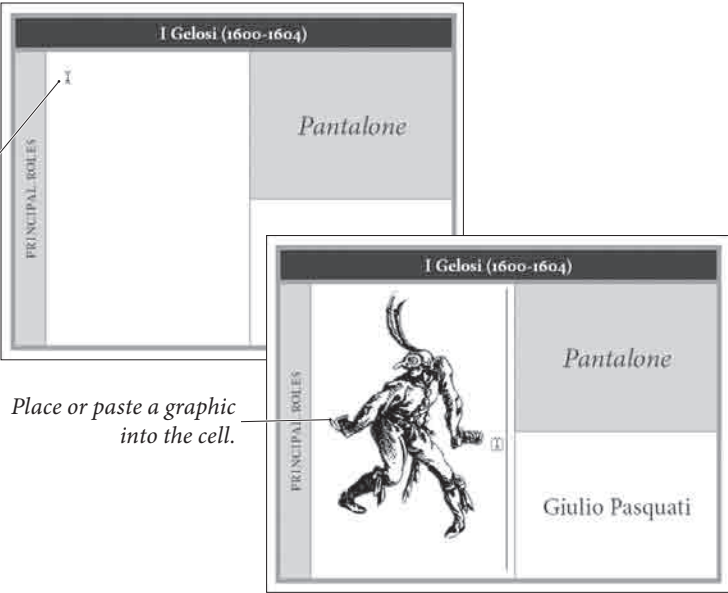 I Gelosi (1600-1604)
PRINCIPAL ROLES
Pantalone
I Gelosi (1600-1604)
PRINCIPAL ROLES
Pantalone
Giulio Pasquati
Place or paste a graphic
into the cell.